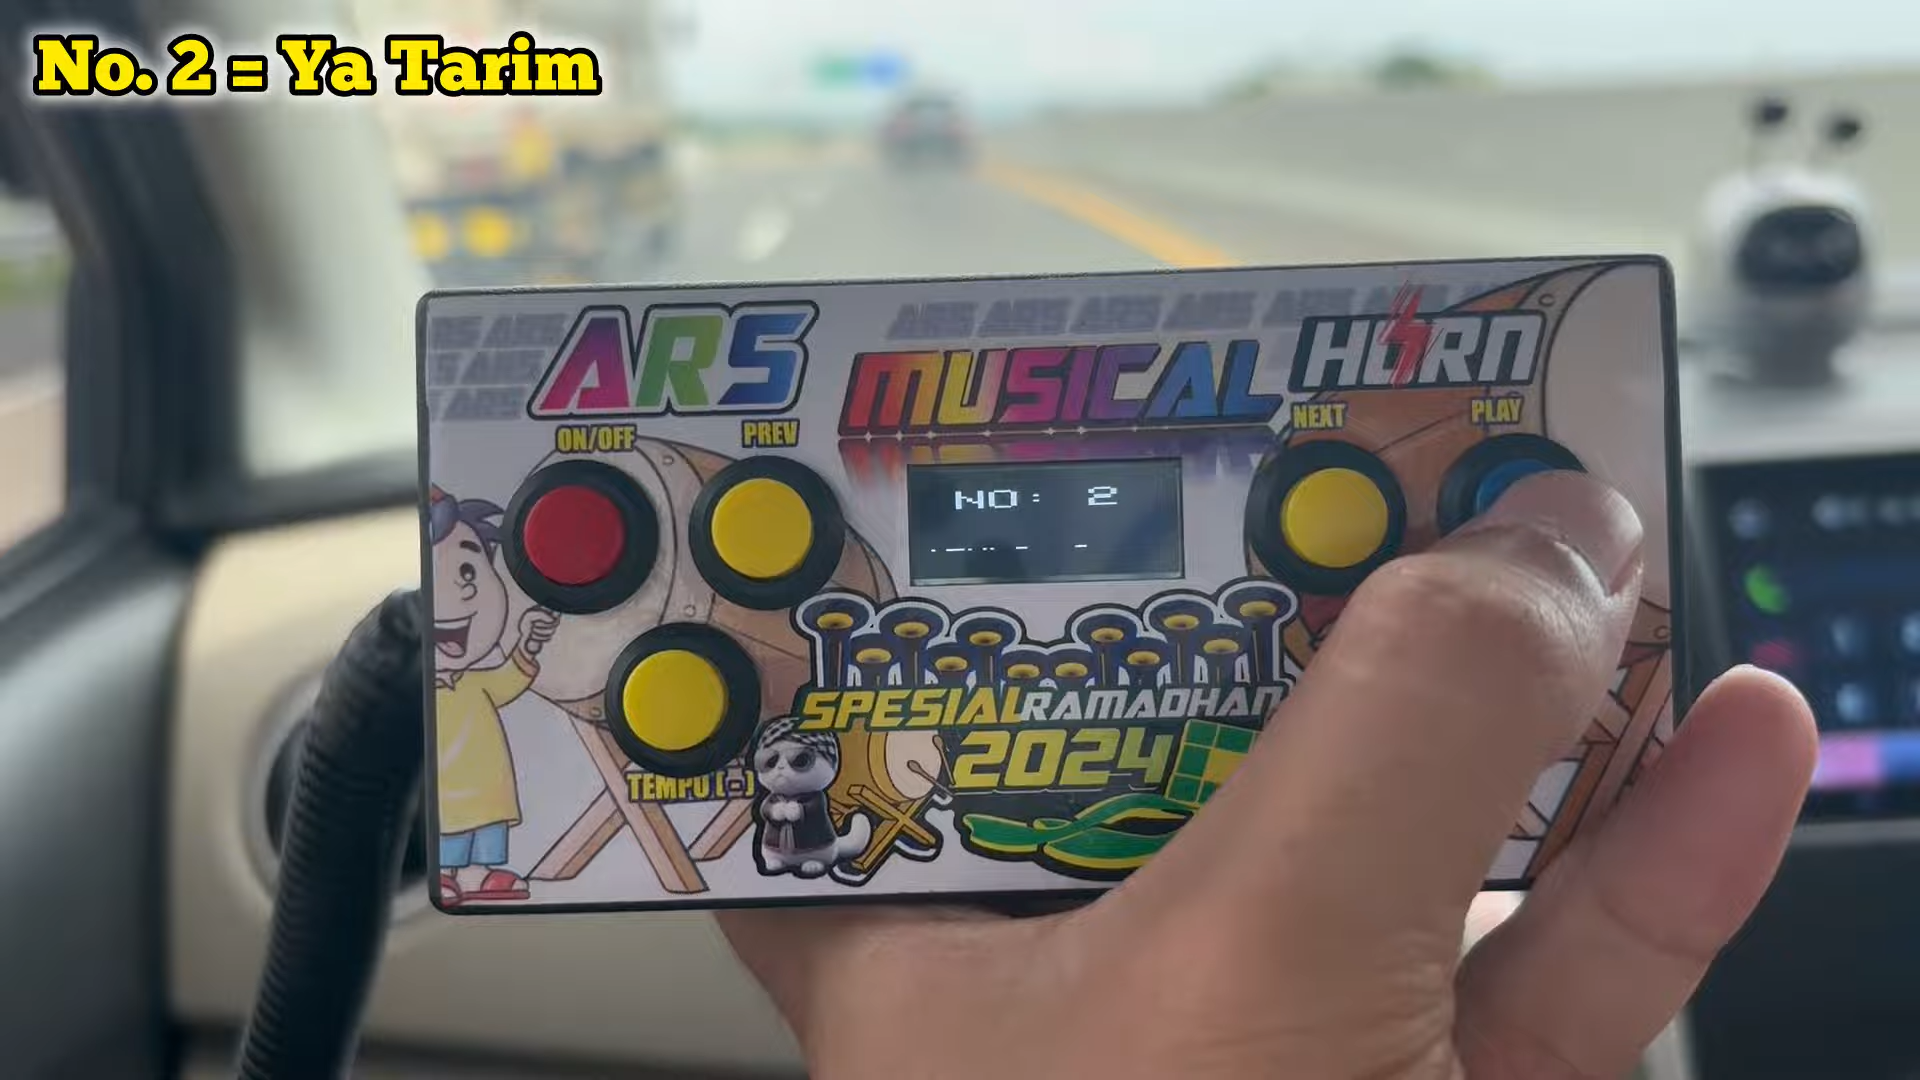 No. 2 = Ya Tarim
ARS ARS ARS ARS ARS ARS
ARS
MUSICAL
HORN
ON/OFF
PREV
NEXT
PLAY
NO: 2
SPESIAL RAMADHAN
2024
TEMPO [-]